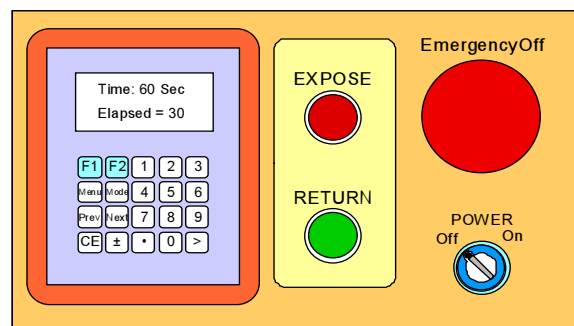 Time: 60 Sec
Elapsed = 30
F1 F2 1 2 3
Menu Mode 4 5 6
Prev Next 7 8 9
CE ± • 0 >
EXPOSE
RETURN
EmergencyOff
POWER
Off On